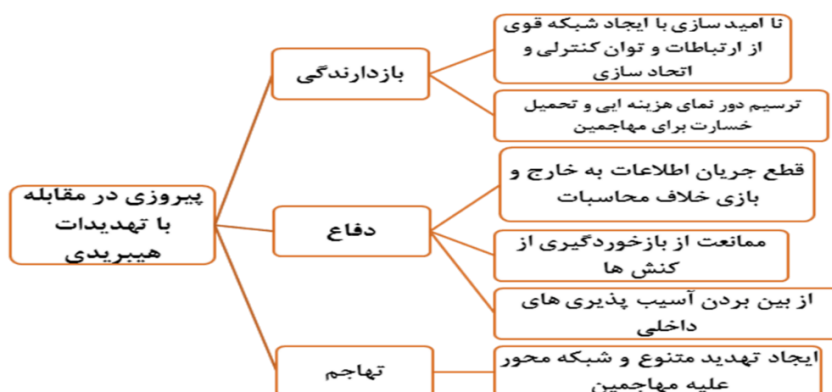 پیروزی در مقابله
با تهدیدات
هیبریدی
بازدارندگی
نا امید سازی با ایجاد شبکه قوی
از ارتباطات و توان کنترلی و
اتحاد سازی
ترسیم دور نمای هزینه ایی و تحمیل
خسارت برای مهاجمین
دفاع
قطع جریان اطلاعات به خارج و
بازی خلاف محاسبات
ممانعت از بازخوردگیری از
کنش ها
از بین بردن آسیب پذیری های
داخلی
تهاجم
ایجاد تهدید متنوع و شبکه محور
علیه مهاجمین